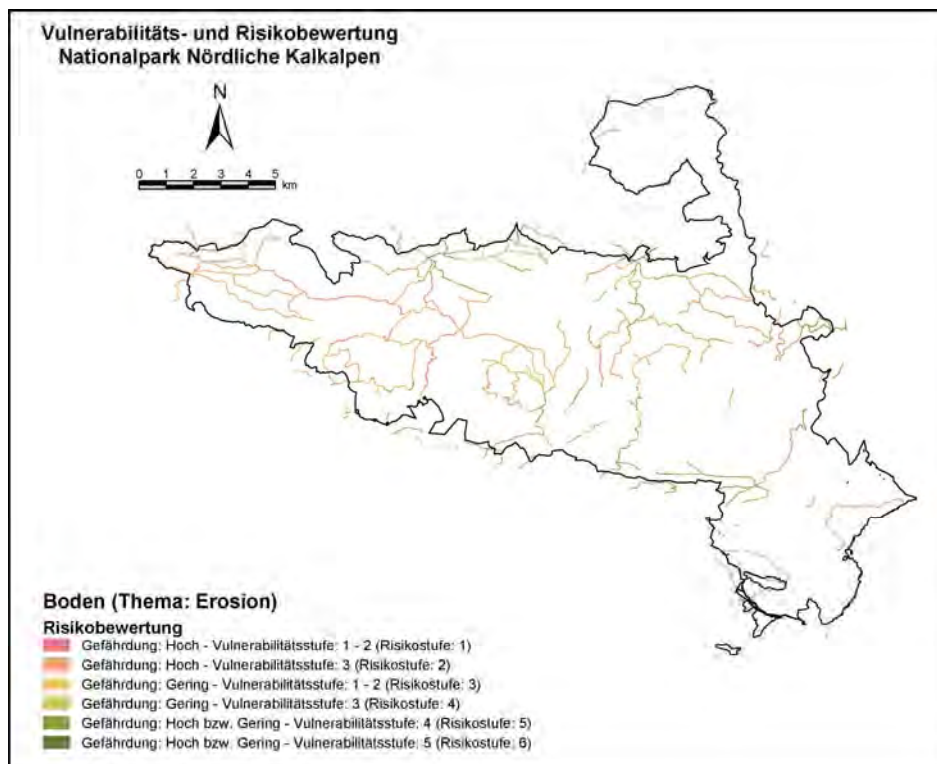 Vulnerabilitäts- und Risikobewertung
Nationalpark Nördliche Kalkalpen
N
0 1 2 3 4 5
km
Boden (Thema: Erosion)
Risikobewertung
Gefährdung: Hoch - Vulnerabilitätsstufe: 1 - 2 (Risikostufe: 1)
Gefährdung: Hoch - Vulnerabilitätsstufe: 3 (Risikostufe: 2)
Gefährdung: Gering - Vulnerabilitätsstufe: 1 - 2 (Risikostufe: 3)
Gefährdung: Gering - Vulnerabilitätsstufe: 3 (Risikostufe: 4)
Gefährdung: Hoch bzw. Gering - Vulnerabilitätsstufe: 4 (Risikostufe: 5)
Gefährdung: Hoch bzw. Gering - Vulnerabilitätsstufe: 5 (Risikostufe: 6)